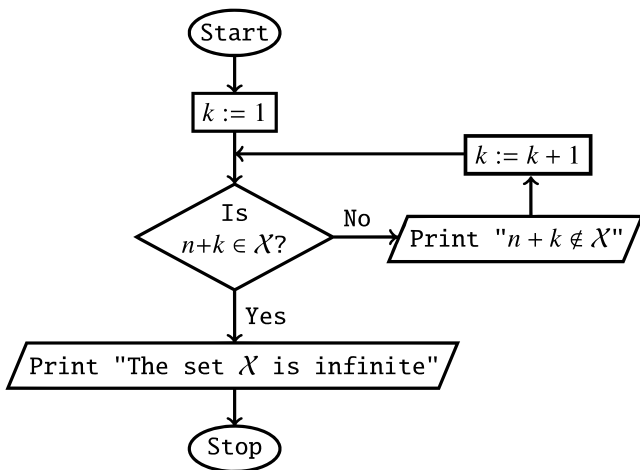 Start
k := 1
k := k + 1
Is
n+k ∈ 𝒳?
No
Print "n + k ∉ 𝒳"
Yes
Print "The set 𝒳 is infinite"
Stop